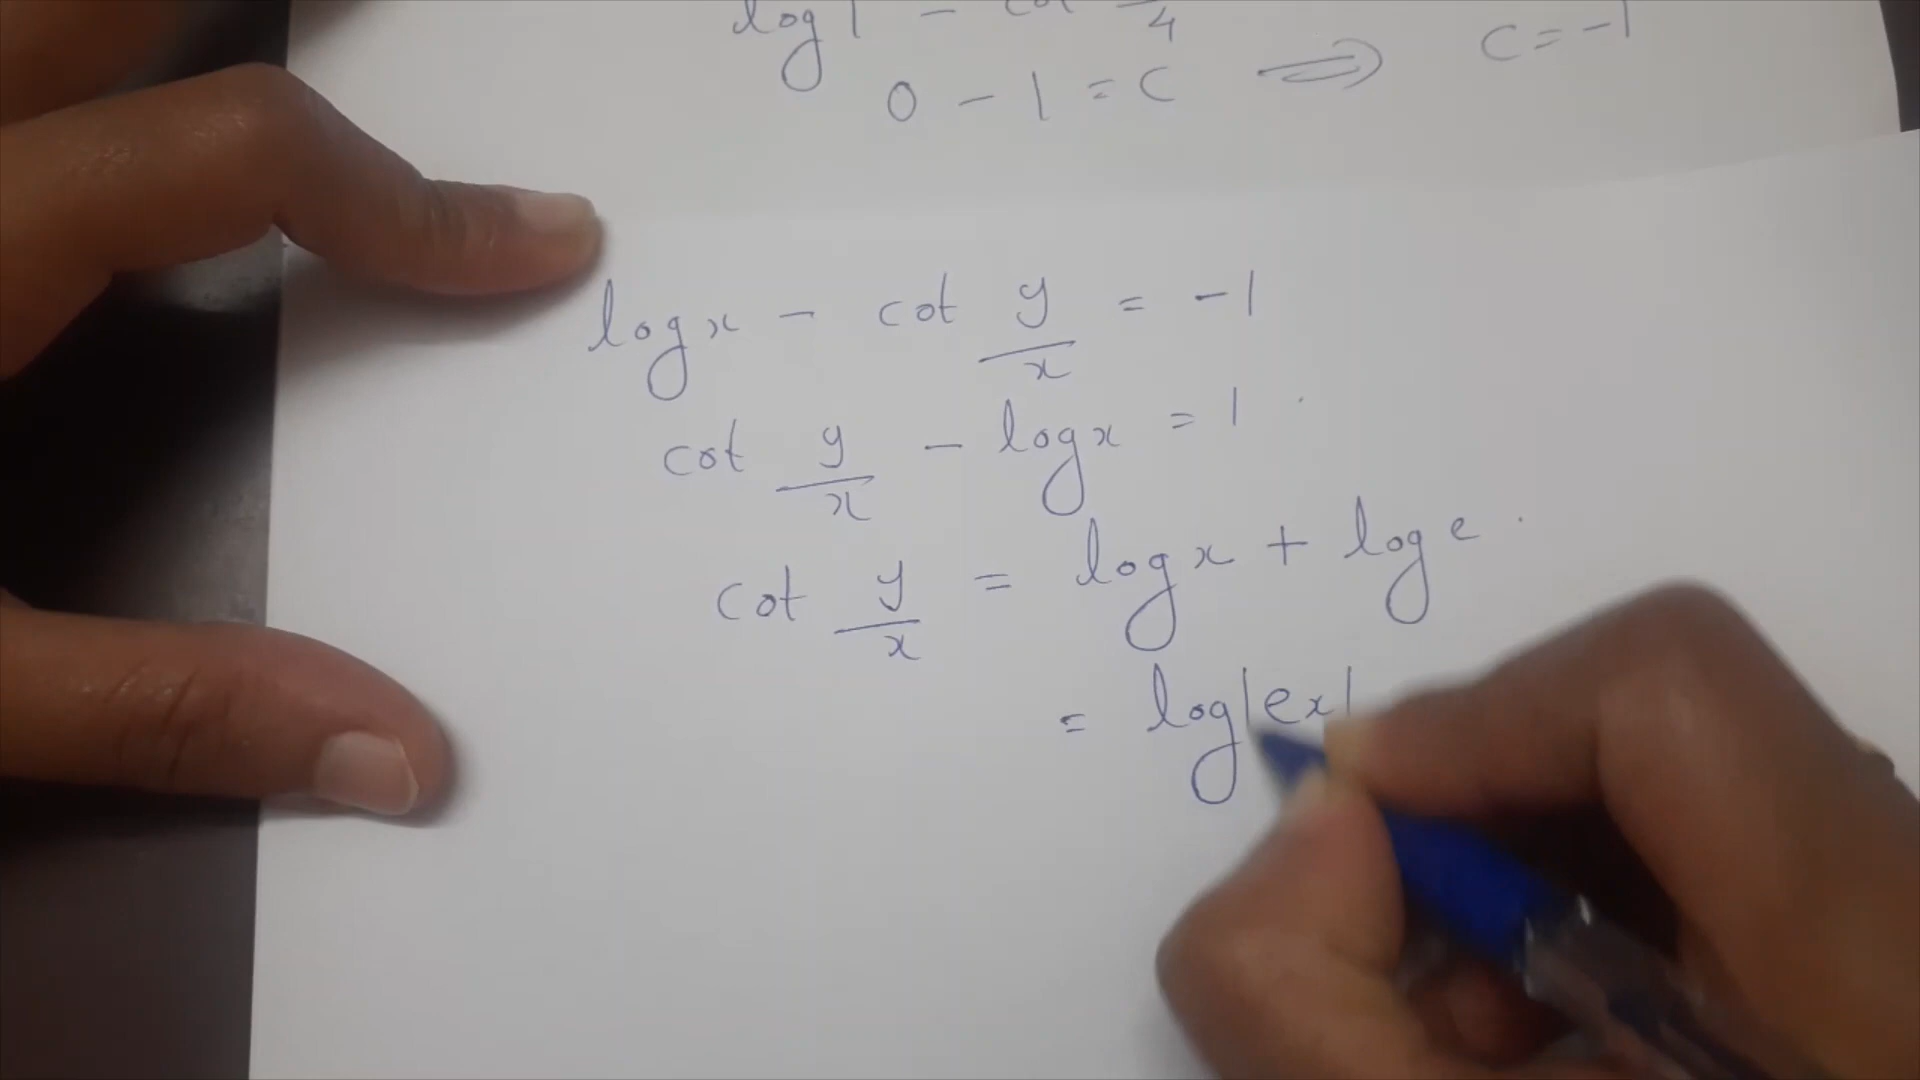 log 1 - cot π/4
0 - 1 = C ⟹ C = -1
log x - cot y/x = -1
cot y/x - log x = 1
cot y/x = log x + log e
= log|ex|